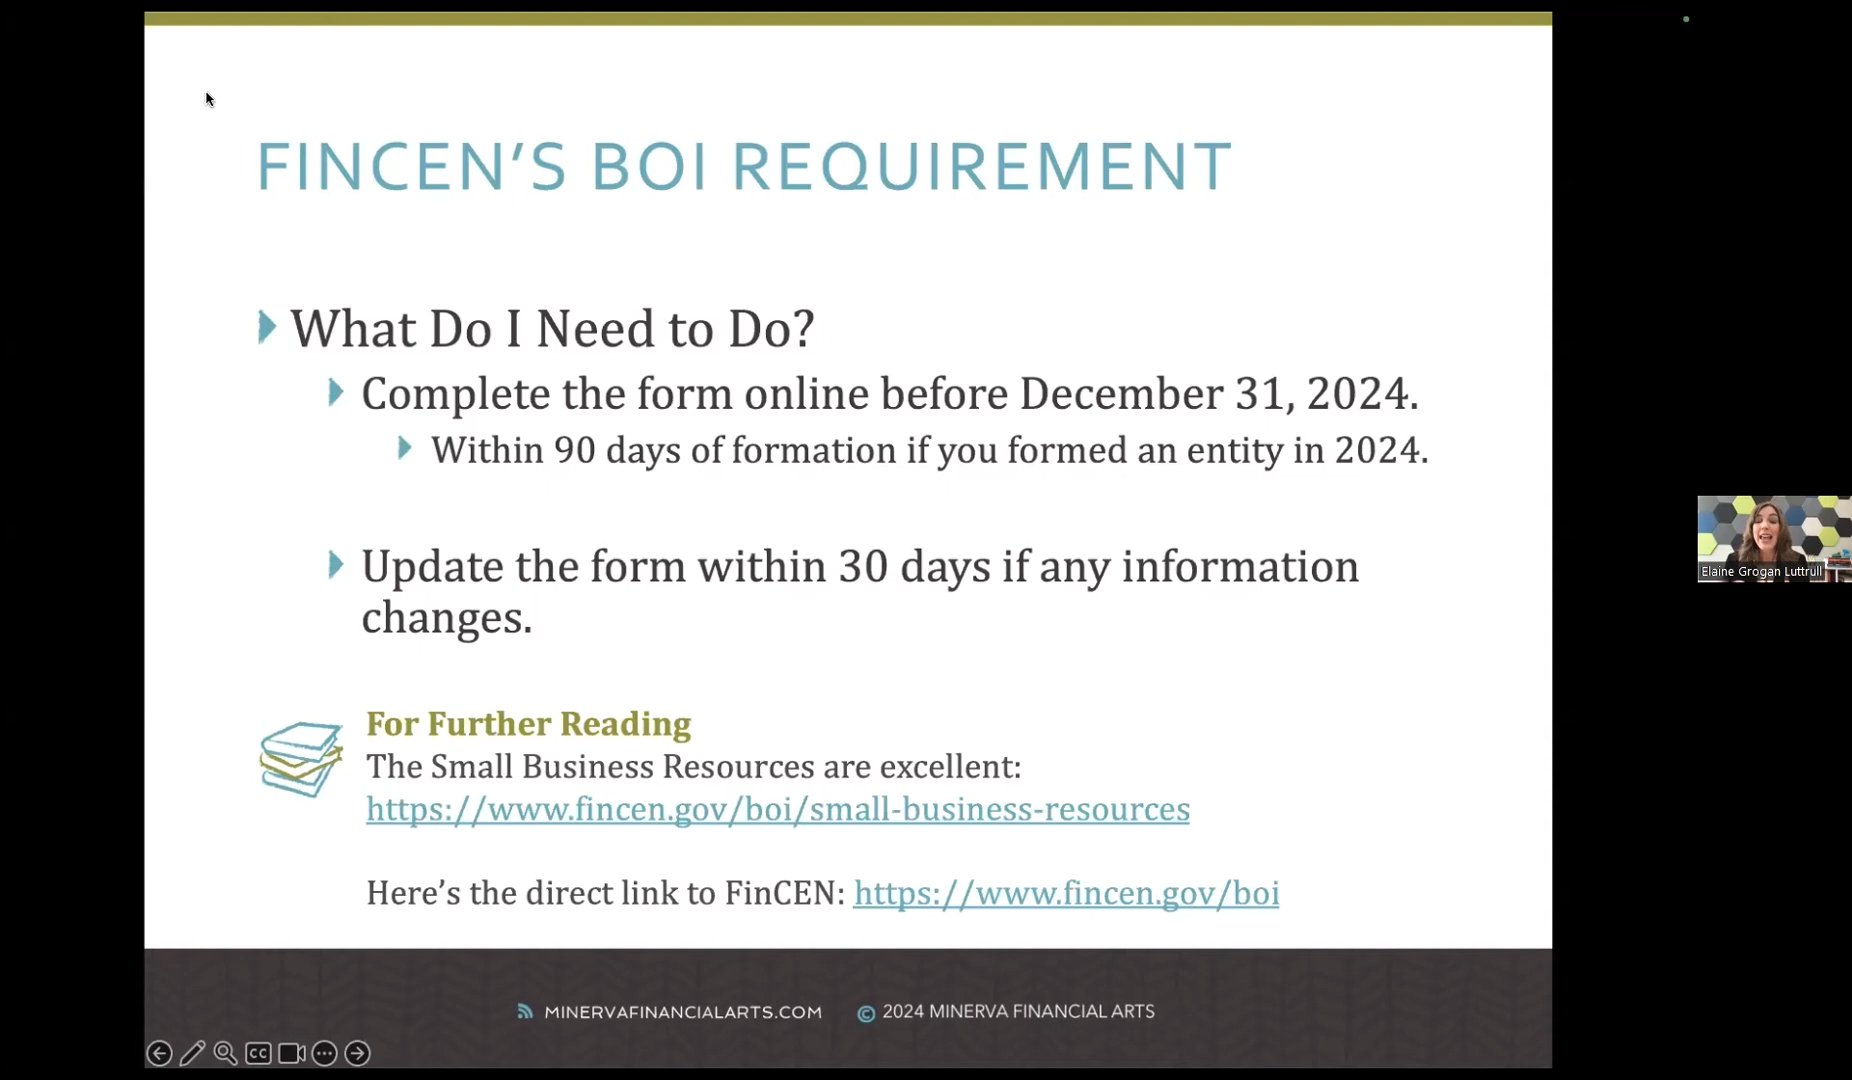 FINCEN’S BOI REQUIREMENT
What Do I Need to Do?
Complete the form online before December 31, 2024.
Within 90 days of formation if you formed an entity in 2024.
Update the form within 30 days if any information
changes.
For Further Reading
The Small Business Resources are excellent:
https://www.fincen.gov/boi/small-business-resources
Here’s the direct link to FinCEN: https://www.fincen.gov/boi
MINERVAFINANCIALARTS.COM © 2024 MINERVA FINANCIAL ARTS
CC
Elaine Grogan Luttrull